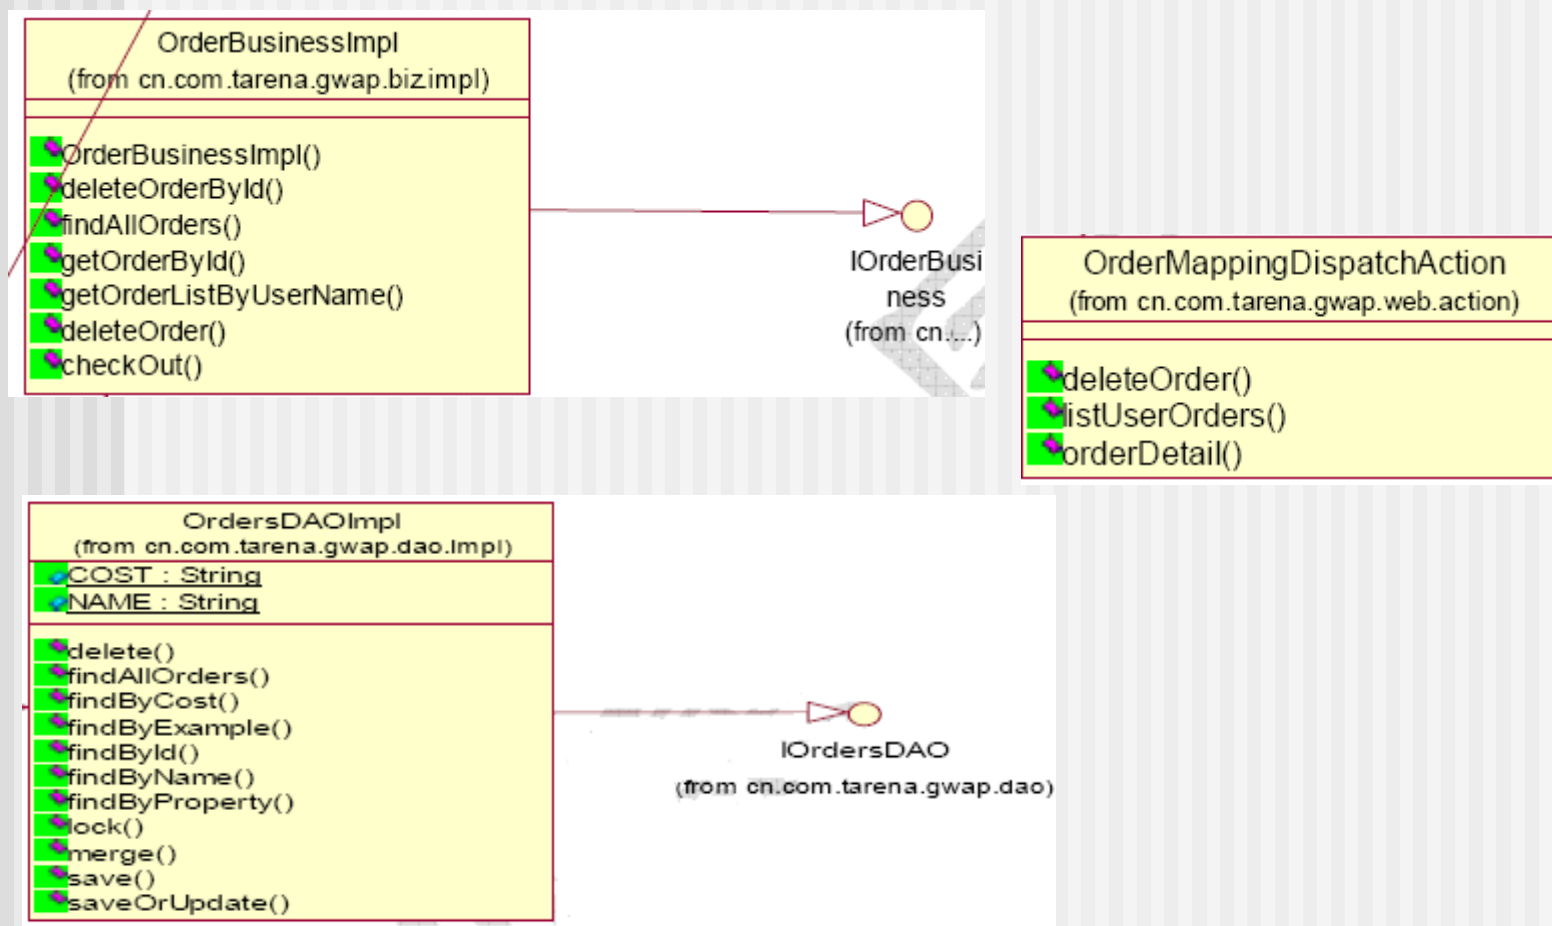 OrderBusinessImpl
(from cn.com.tarena.gwap.biz.impl)
OrderBusinessImpl()
deleteOrderById()
findAllOrders()
getOrderById()
getOrderListByUserName()
deleteOrder()
checkOut()
IOrderBusi
ness
(from cn....)
OrderMappingDispatchAction
(from cn.com.tarena.gwap.web.action)
deleteOrder()
listUserOrders()
orderDetail()
OrdersDAOImpl
(from cn.com.tarena.gwap.dao.Impl)
COST : String
NAME : String
delete()
findAllOrders()
findByCost()
findByExample()
findById()
findByName()
findByProperty()
lock()
merge()
save()
saveOrUpdate()
IOrdersDAO
(from cn.com.tarena.gwap.dao)